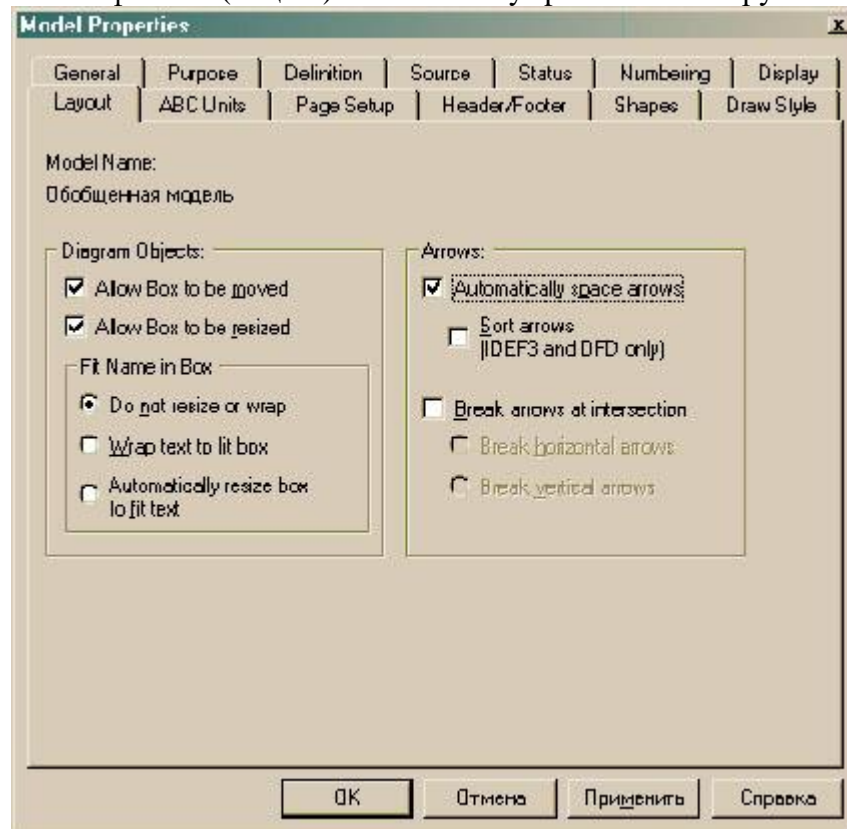 Model Properties
General Purpose Definition Source Status Numbering Display
Layout ABC Units Page Setup Header/Footer Shapes Draw Style
Model Name:
Обобщенная модель
Diagram Objects:
Allow Box to be moved
Allow Box to be resized
Fit Name in Box
Do not resize or wrap
Wrap text to fit box
Automatically resize box
to fit text
Arrows:
Automatically space arrows
Sort arrows
(IDEF3 and DFD only)
Break arrows at intersection
Break horizontal arrows
Break vertical arrows
OK Отмена Применить Справка